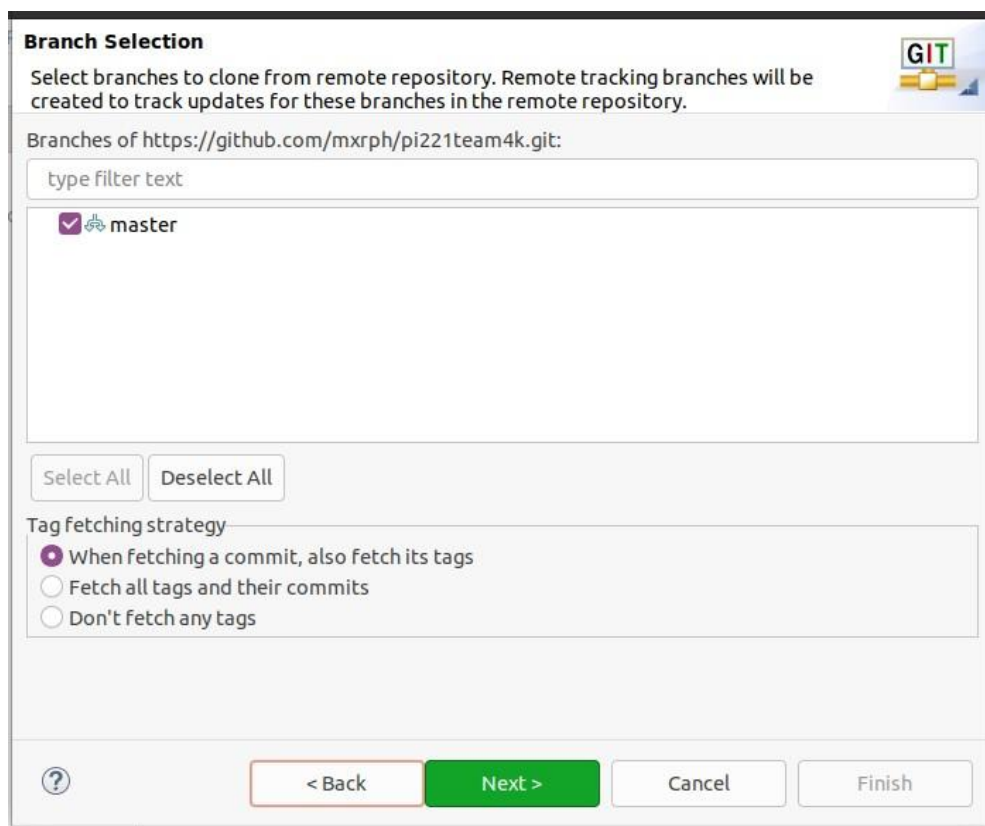 Branch Selection
GIT
Select branches to clone from remote repository. Remote tracking branches will be
created to track updates for these branches in the remote repository.
Branches of https://github.com/mxrph/pi221team4k.git:
type filter text
master
Select All
Deselect All
Tag fetching strategy
When fetching a commit, also fetch its tags
Fetch all tags and their commits
Don't fetch any tags
?
< Back
Next >
Cancel
Finish